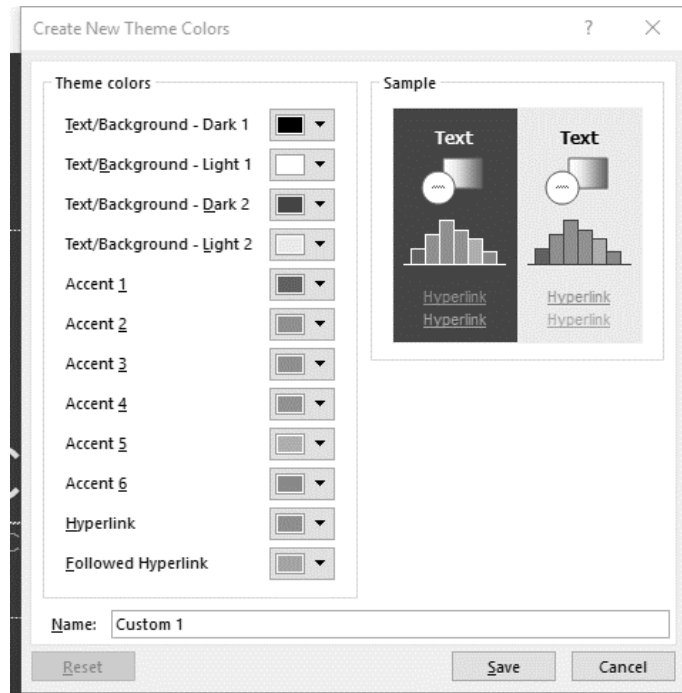 Create New Theme Colors ?
Theme colors
Text/Background - Dark 1
Text/Background - Light 1
Text/Background - Dark 2
Text/Background - Light 2
Accent 1
Accent 2
Accent 3
Accent 4
Accent 5
Accent 6
Hyperlink
Followed Hyperlink
Sample
Text Text
Hyperlink Hyperlink
Hyperlink Hyperlink
Name: Custom 1
Reset Save Cancel